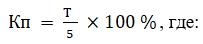 Кп = т/5 × 100 %, где: